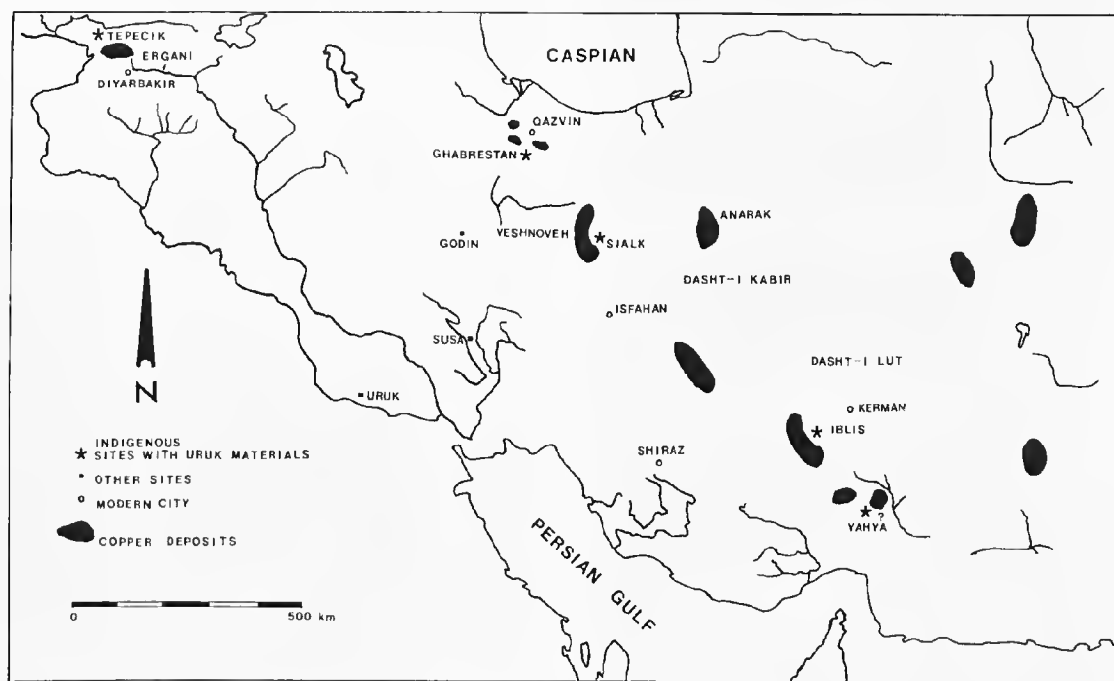 TEPECIK
ERGANI
DIYARBAKIR
CASPIAN
QAZVIN
GHABRESTAN
VESHNOVEH
SIALK
ANARAK
GODIN
DASHT-I KABIR
ISFAHAN
SUSA
DASHT-I LUT
URUK
KERMAN
IBLIS
SHIRAZ
?
YAHYA
PERSIAN GULF
N
INDIGENOUS
SITES WITH URUK MATERIALS
OTHER SITES
MODERN CITY
COPPER DEPOSITS
0 500 km